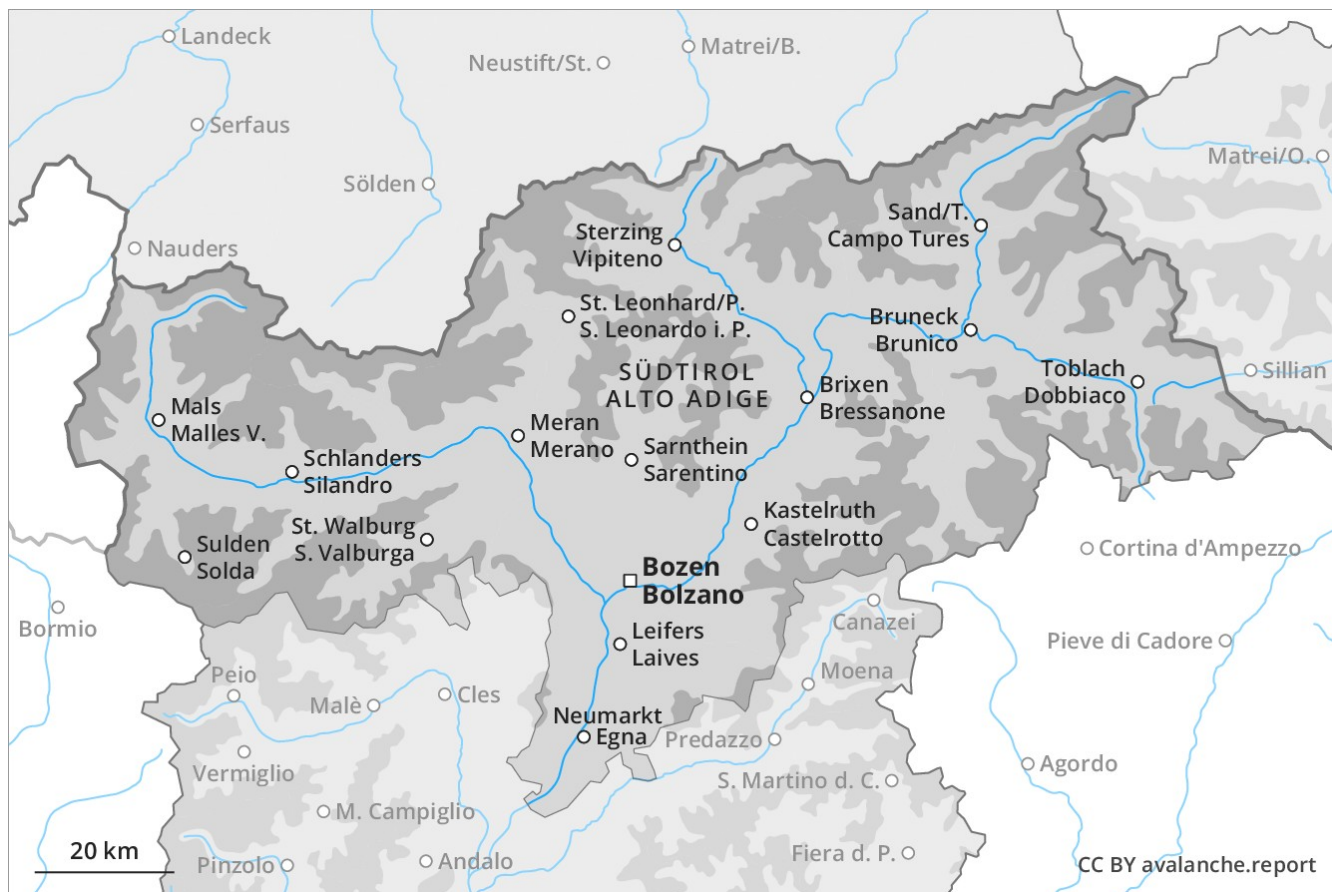 Landeck
Matrei/B.
Neustift/St.
Serfaus
Matrei/O.
Sölden
Sand/T.
Campo Tures
Sterzing
Vipiteno
Nauders
St. Leonhard/P.
S. Leonardo i. P.
Bruneck
Brunico
SÜDTIROL
ALTO ADIGE
Toblach
Dobbiaco
Sillian
Brixen
Bressanone
Mals
Malles V.
Meran
Merano
Sarnthein
Sarentino
Schlanders
Silandro
Kastelruth
Castelrotto
St. Walburg
S. Valburga
Sulden
Solda
Cortina d'Ampezzo
Bozen
Bolzano
Bormio
Canazei
Leifers
Laives
Pieve di Cadore
Peio
Moena
Malè
Cles
Neumarkt
Egna
Predazzo
Vermiglio
Agordo
S. Martino d. C.
M. Campiglio
20 km
Pinzolo
Andalo
Fiera d. P.
CC BY avalanche.report